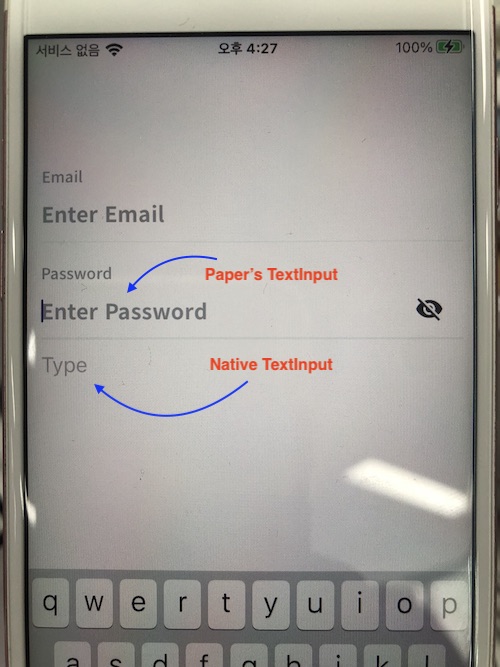 서비스 없음 오후 4:27 100%
Email
Enter Email
Password
Paper's TextInput
Enter Password
Type
Native TextInput
q w e r t y u i o p
a s d f g h j k l